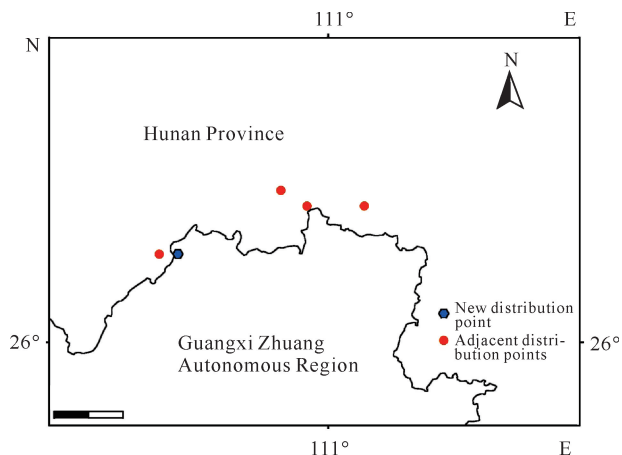 111°
E
N
N
Hunan Province
New distribution
point
Adjacent distri-
bution points
Guangxi Zhuang
Autonomous Region
26°
26°
111°
E